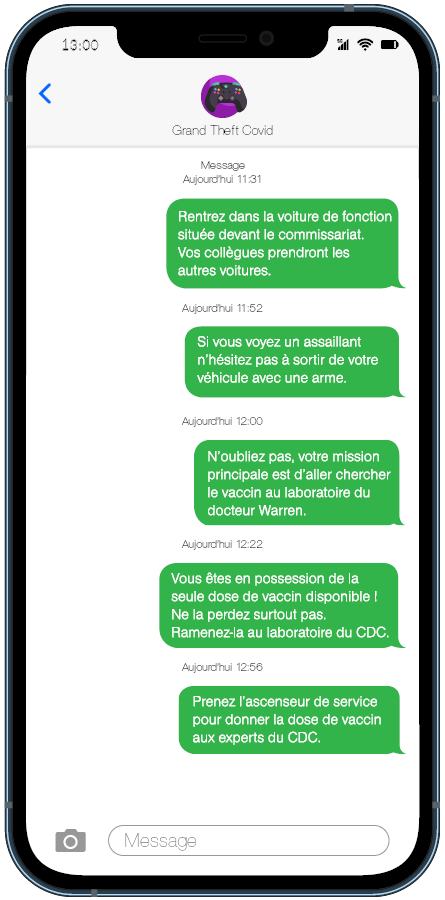 13:00
5G
Grand Theft Covid
Message
Aujourd'hui 11:31
Rentrez dans la voiture de fonction
située devant le commissariat.
Vos collègues prendront les
autres voitures.
Aujourd'hui 11:52
Si vous voyez un assaillant
n'hésitez pas à sortir de votre
véhicule avec une arme.
Aujourd'hui 12:00
N'oubliez pas, votre mission
principale est d'aller chercher
le vaccin au laboratoire du
docteur Warren.
Aujourd'hui 12:22
Vous êtes en possession de la
seule dose de vaccin disponible !
Ne la perdez surtout pas.
Ramenez-la au laboratoire du CDC.
Aujourd'hui 12:56
Prenez l'ascenseur de service
pour donner la dose de vaccin
aux experts du CDC.
Message